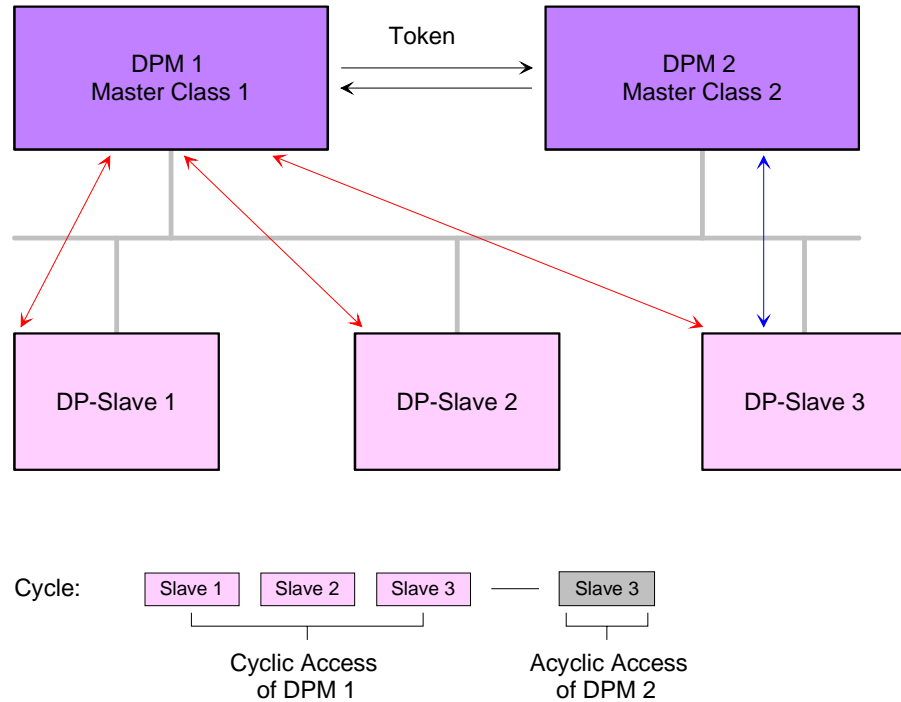 Token
DPM 1
Master Class 1
DPM 2
Master Class 2
DP-Slave 1
DP-Slave 2
DP-Slave 3
Cycle:
Slave 1
Slave 2
Slave 3
Slave 3
Cyclic Access
of DPM 1
Acyclic Access
of DPM 2